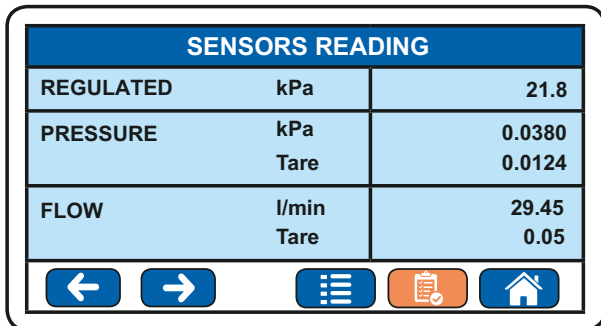 SENSORS READING
REGULATED kPa 21.8
PRESSURE kPa 0.0380
Tare 0.0124
FLOW l/min 29.45
Tare 0.05